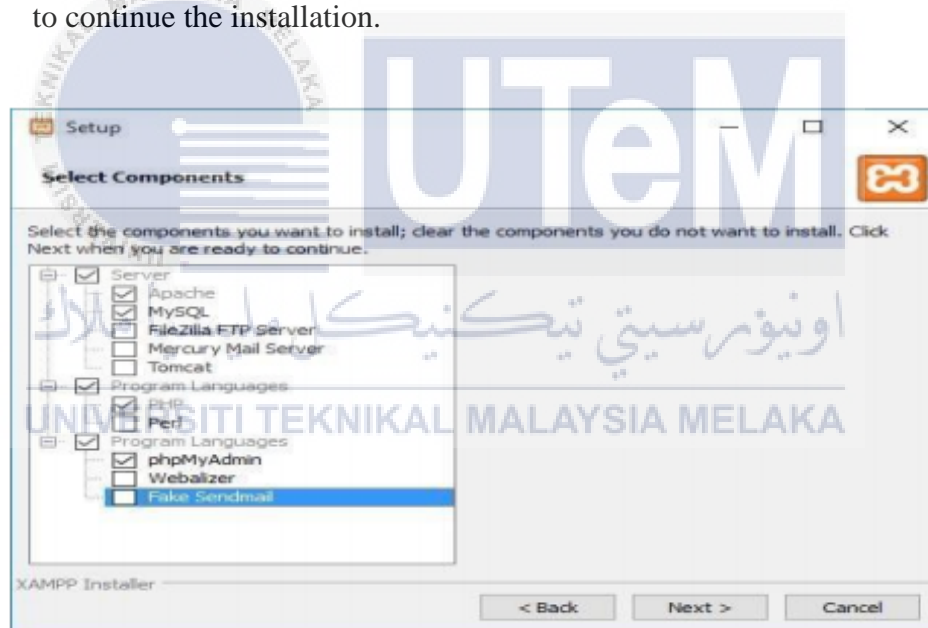 to continue the installation.
UTeM
Setup
Select Components
Select the components you want to install; clear the components you do not want to install. Click
Next when you are ready to continue.
Server
Apache
MySQL
FileZilla FTP Server
Mercury Mail Server
Tomcat
Program Languages
PHP
Perl
Program Languages
phpMyAdmin
Webalizer
Fake Sendmail
اونيۏرسيتي تيكنيكل مليسيا ملاك
UNIVERSITI TEKNIKAL MALAYSIA MELAKA
XAMPP Installer
< Back
Next >
Cancel